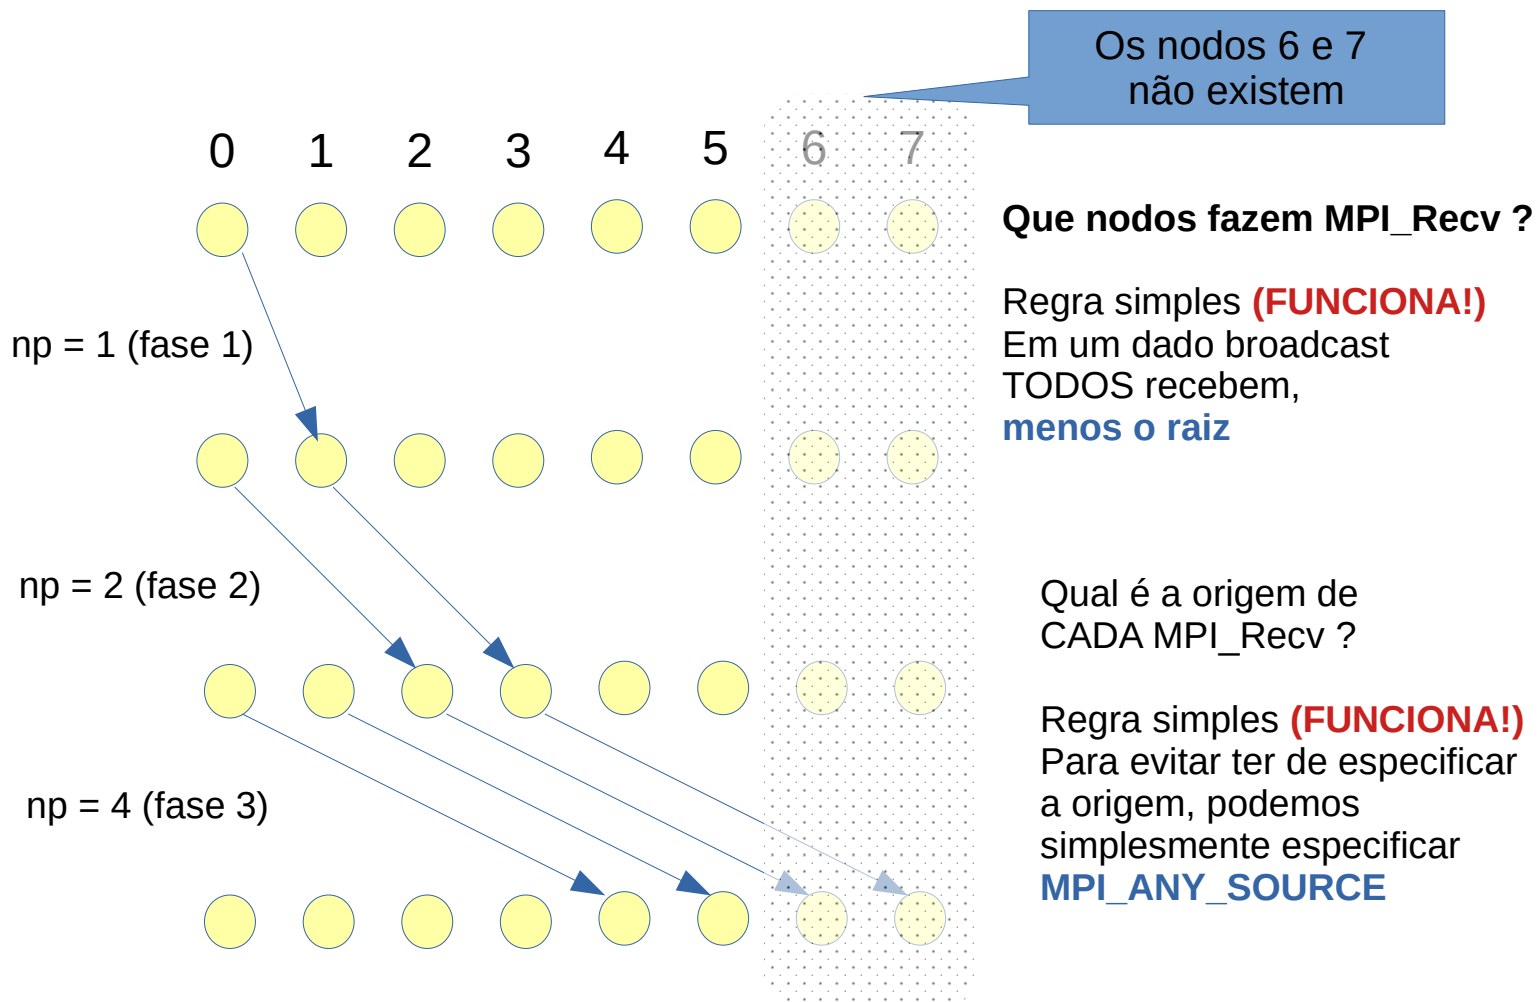 Os nodos 6 e 7
não existem
0 1 2 3 4 5 6 7
Que nodos fazem MPI_Recv ?
Regra simples (FUNCIONA!)
Em um dado broadcast
TODOS recebem,
menos o raiz
np = 1 (fase 1)
np = 2 (fase 2)
Qual é a origem de
CADA MPI_Recv ?
Regra simples (FUNCIONA!)
Para evitar ter de especificar
a origem, podemos
simplesmente especificar
MPI_ANY_SOURCE
np = 4 (fase 3)